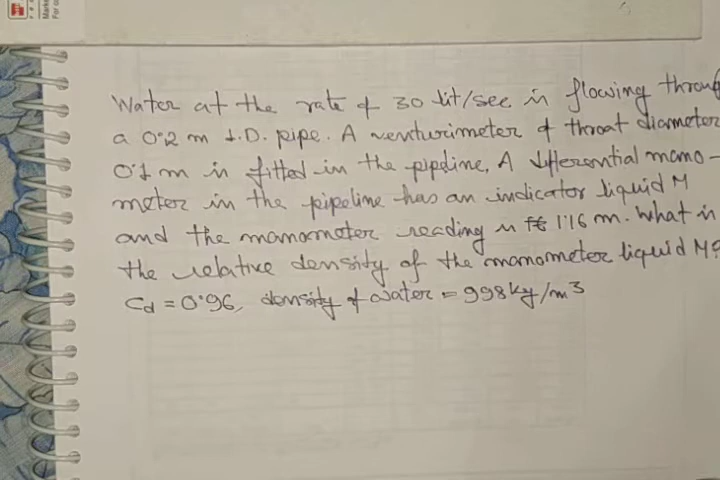 Marke
For
Water at the rate of 30 lit/sec is flowing through
a 0.2 m I.D. pipe. A venturimeter of throat diameter
0.1 m is fitted in the pipeline. A differential mano-
meter in the pipeline has an indicator liquid M
and the manometer reading is 1.16 m. What is
the relative density of the manometer liquid M?
Cd = 0.96, density of water = 998 kg/m3